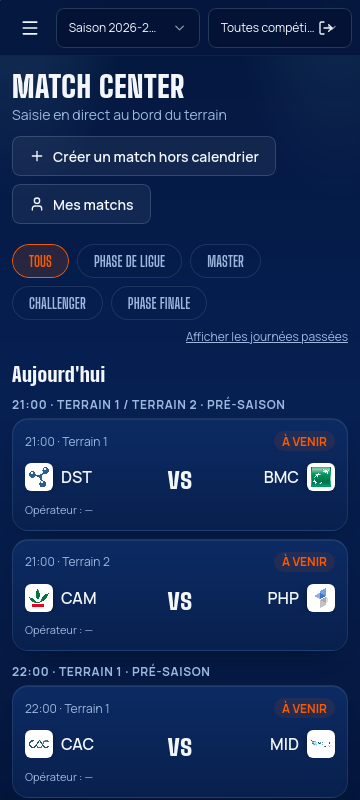 Saison 2026-2...
Toutes compéti...
MATCH CENTER
Saisie en direct au bord du terrain
Créer un match hors calendrier
Mes matchs
TOUS
PHASE DE LIGUE
MASTER
CHALLENGER
PHASE FINALE
Afficher les journées passées
Aujourd'hui
21:00 · TERRAIN 1 / TERRAIN 2 · PRÉ-SAISON
21:00 · Terrain 1
À VENIR
DST
VS
BMC
Opérateur : —
21:00 · Terrain 2
À VENIR
CAM
VS
PHP
Opérateur : —
22:00 · TERRAIN 1 · PRÉ-SAISON
22:00 · Terrain 1
À VENIR
CAC
VS
MID
Opérateur : —